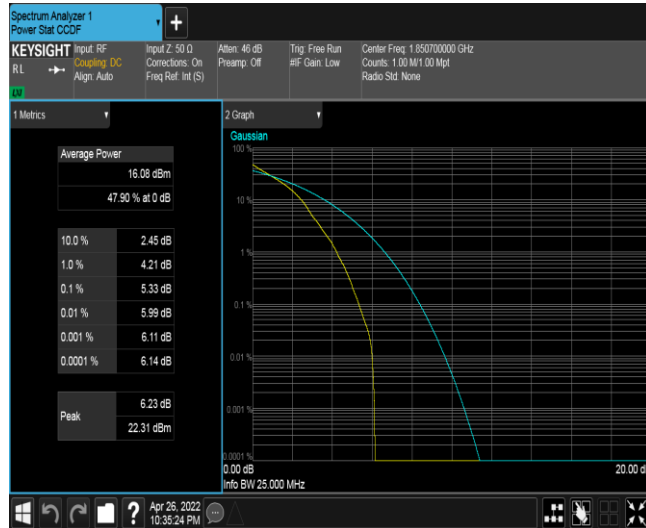 Spectrum Analyzer 1
Power Stat CCDF
+
KEYSIGHT
RL
LXI
Input: RF
Coupling: DC
Align: Auto
Input Z: 50 Ω
Corrections: On
Freq Ref: Int (S)
Atten: 46 dB
Preamp: Off
Trig: Free Run
#IF Gain: Low
Center Freq: 1.850700000 GHz
Counts: 1.00 M/1.00 Mpt
Radio Std: None
1 Metrics
Average Power
16.08 dBm
47.90 % at 0 dB
10.0 % 2.45 dB
1.0 % 4.21 dB
0.1 % 5.33 dB
0.01 % 5.99 dB
0.001 % 6.11 dB
0.0001 % 6.14 dB
Peak
6.23 dB
22.31 dBm
2 Graph
Gaussian
100 %
10 %
1 %
0.1 %
0.01 %
0.001 %
0.0001 %
0.00 dB
20.00 d
Info BW 25.000 MHz
?
Apr 26, 2022
10:35:24 PM